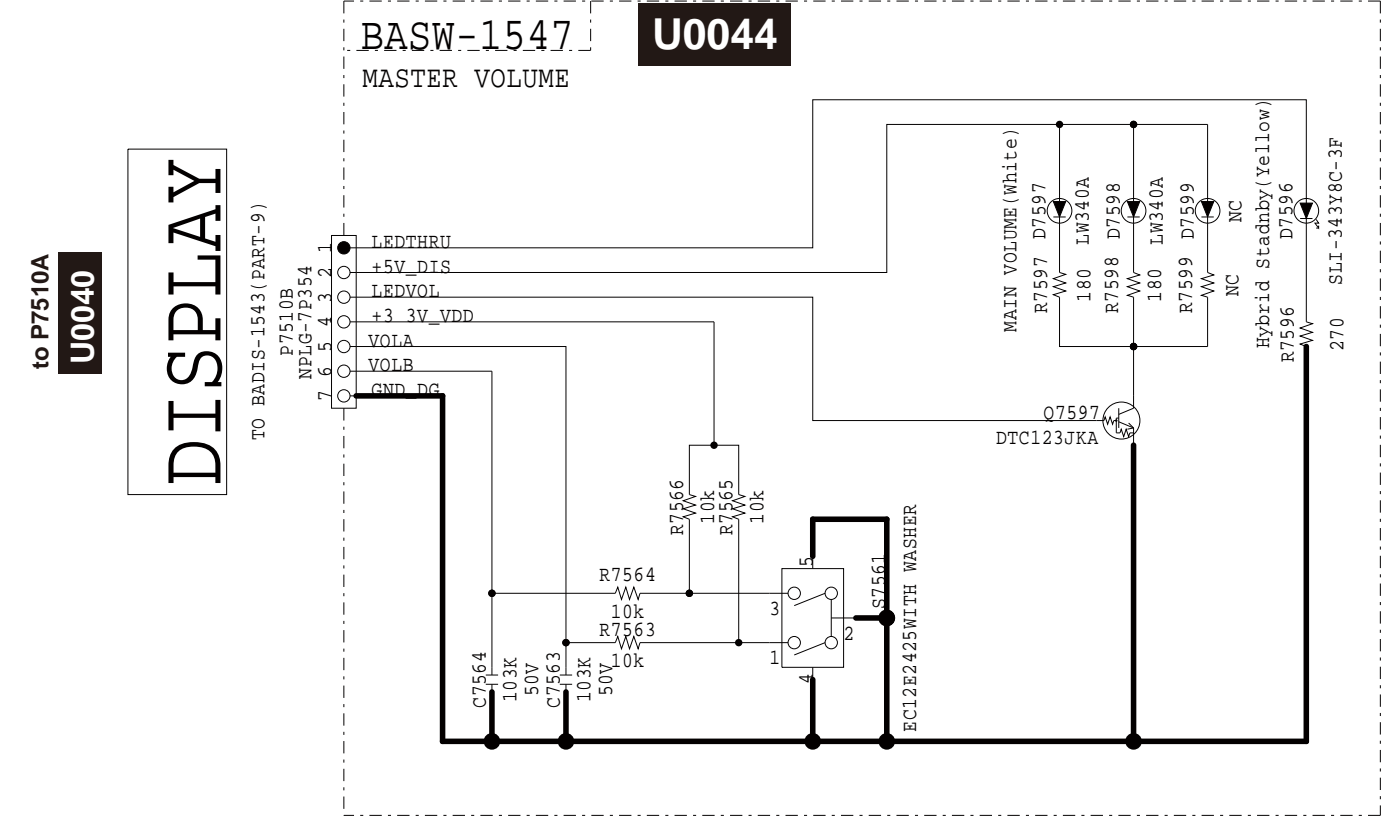 BASW-1547
U0044
MASTER VOLUME
to P7510A
U0040
DISPLAY
TO BADIS-1543(PART-9)
P7510B
NPLG-7P354
1
LEDTHRU
2
+5V_DIS
3
LEDVOL
4
+3 3V_VDD
5
VOLA
6
VOLB
7
GND_DG
MAIN VOLUME(White)
R7597
D7597
180
LW340A
R7598
D7598
180
LW340A
R7599
D7599
NC
NC
Hybrid Stadnby(Yellow)
R7596
D7596
270
SLI-343Y8C-3F
Q7597
DTC123JKA
R7566
10k
R7565
10k
R7564
10k
R7563
10k
C7564
103K
50V
C7563
103K
50V
5
3
2
1
4
S7561
EC12E2425WITH WASHER